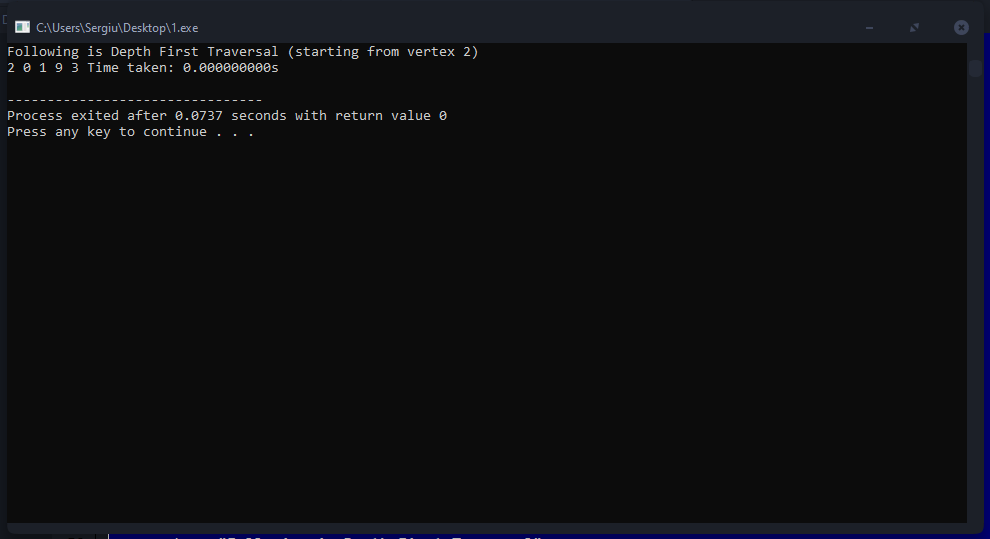 C:\Users\Sergiu\Desktop\1.exe
Following is Depth First Traversal (starting from vertex 2)
2 0 1 9 3 Time taken: 0.000000000s
--------------------------------
Process exited after 0.0737 seconds with return value 0
Press any key to continue . . .